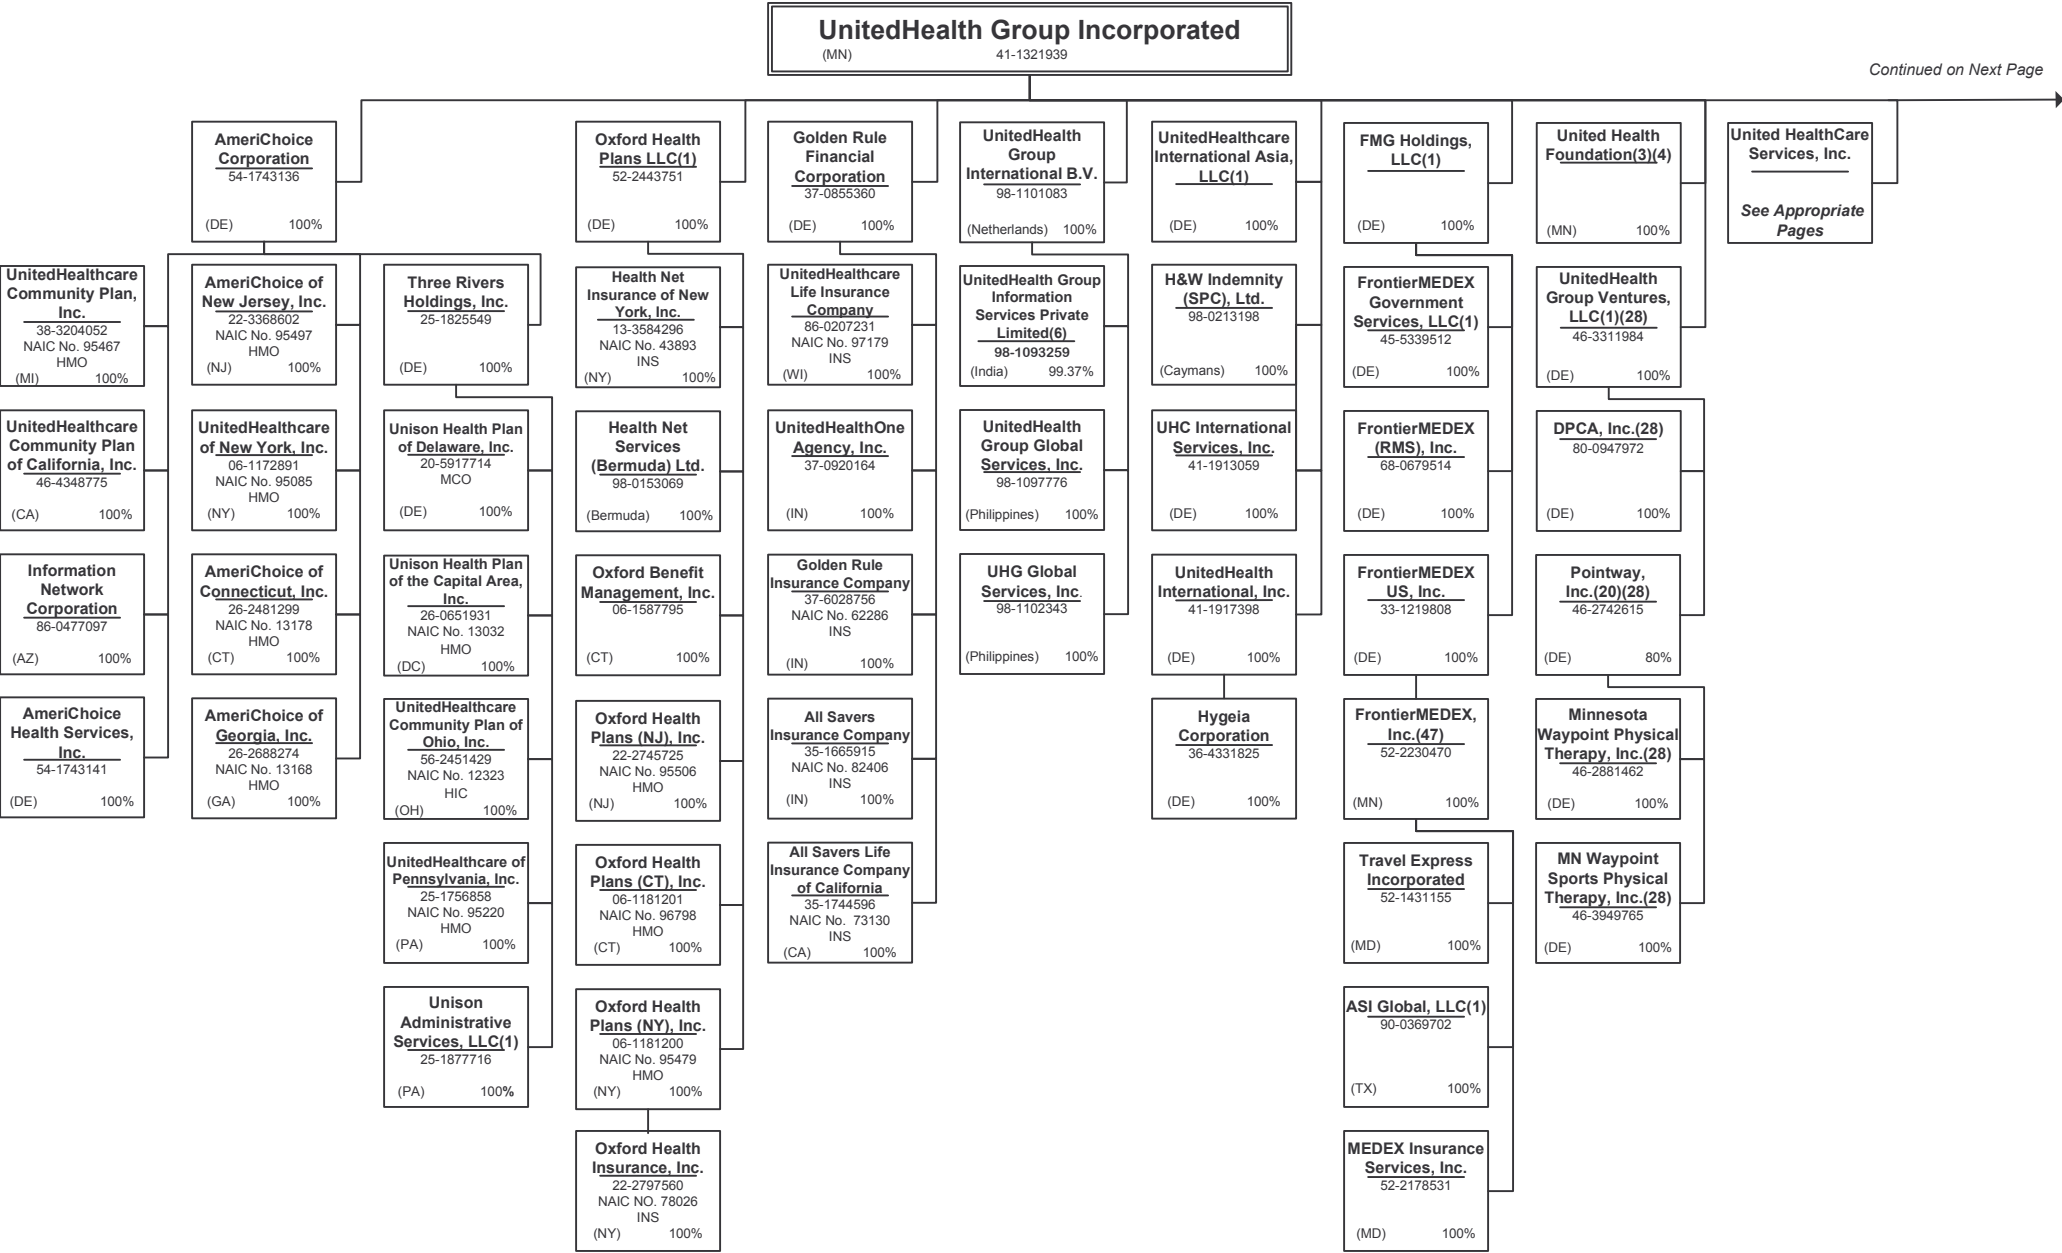 UnitedHealth Group Incorporated
(MN) 41-1321939
Continued on Next Page
AmeriChoice
Corporation
54-1743136
(DE) 100%
Oxford Health
Plans LLC(1)
52-2443751
(DE) 100%
Golden Rule
Financial
Corporation
37-0855360
(DE) 100%
UnitedHealth
Group
International B.V.
98-1101083
(Netherlands) 100%
UnitedHealthcare
International Asia,
LLC(1)
(DE) 100%
FMG Holdings,
LLC(1)
(DE) 100%
United Health
Foundation(3)(4)
(MN) 100%
United HealthCare
Services, Inc.
See Appropriate
Pages
UnitedHealthcare
Community Plan,
Inc.
38-3204052
NAIC No. 95467
HMO
(MI) 100%
AmeriChoice of
New Jersey, Inc.
22-3368602
NAIC No. 95497
HMO
(NJ) 100%
Three Rivers
Holdings, Inc.
25-1825549
(DE) 100%
Health Net
Insurance of New
York, Inc.
13-3584296
NAIC No. 43893
INS
(NY) 100%
UnitedHealthcare
Life Insurance
Company
86-0207231
NAIC No. 97179
INS
(WI) 100%
UnitedHealth Group
Information
Services Private
Limited(6)
98-1093259
(India) 99.37%
H&W Indemnity
(SPC), Ltd.
98-0213198
(Caymans) 100%
FrontierMEDEX
Government
Services, LLC(1)
45-5339512
(DE) 100%
UnitedHealth
Group Ventures,
LLC(1)(28)
46-3311984
(DE) 100%
UnitedHealthcare
Community Plan
of California, Inc.
46-4348775
(CA) 100%
UnitedHealthcare
of New York, Inc.
06-1172891
NAIC No. 95085
HMO
(NY) 100%
Unison Health Plan
of Delaware, Inc.
20-5917714
MCO
(DE) 100%
Health Net
Services
(Bermuda) Ltd.
98-0153069
(Bermuda) 100%
UnitedHealthOne
Agency, Inc.
37-0920164
(IN) 100%
UnitedHealth
Group Global
Services, Inc.
98-1097776
(Philippines) 100%
UHC International
Services, Inc.
41-1913059
(DE) 100%
FrontierMEDEX
(RMS), Inc.
68-0679514
(DE) 100%
DPCA, Inc.(28)
80-0947972
(DE) 100%
Information
Network
Corporation
86-0477097
(AZ) 100%
AmeriChoice of
Connecticut, Inc.
26-2481299
NAIC No. 13178
HMO
(CT) 100%
Unison Health Plan
of the Capital Area,
Inc.
26-0651931
NAIC No. 13032
HMO
(DC) 100%
Oxford Benefit
Management, Inc.
06-1587795
(CT) 100%
Golden Rule
Insurance Company
37-6028756
NAIC No. 62286
INS
(IN) 100%
UHG Global
Services, Inc.
98-1102343
(Philippines) 100%
UnitedHealth
International, Inc.
41-1917398
(DE) 100%
FrontierMEDEX
US, Inc.
33-1219808
(DE) 100%
Pointway,
Inc.(20)(28)
46-2742615
(DE) 80%
AmeriChoice
Health Services,
Inc.
54-1743141
(DE) 100%
AmeriChoice of
Georgia, Inc.
26-2688274
NAIC No. 13168
HMO
(GA) 100%
UnitedHealthcare
Community Plan of
Ohio, Inc.
56-2451429
NAIC No. 12323
HIC
(OH) 100%
Oxford Health
Plans (NJ), Inc.
22-2745725
NAIC No. 95506
HMO
(NJ) 100%
All Savers
Insurance Company
35-1665915
NAIC No. 82406
INS
(IN) 100%
Hygeia
Corporation
36-4331825
(DE) 100%
FrontierMEDEX,
Inc.(47)
52-2230470
(MN) 100%
Minnesota
Waypoint Physical
Therapy, Inc.(28)
46-2881462
(DE) 100%
UnitedHealthcare of
Pennsylvania, Inc.
25-1756858
NAIC No. 95220
HMO
(PA) 100%
Oxford Health
Plans (CT), Inc.
06-1181201
NAIC No. 96798
HMO
(CT) 100%
All Savers Life
Insurance Company
of California
35-1744596
NAIC No. 73130
INS
(CA) 100%
Travel Express
Incorporated
52-1431155
(MD) 100%
MN Waypoint
Sports Physical
Therapy, Inc.(28)
46-3949765
(DE) 100%
Unison
Administrative
Services, LLC(1)
25-1877716
(PA) 100%
Oxford Health
Plans (NY), Inc.
06-1181200
NAIC No. 95479
HMO
(NY) 100%
ASI Global, LLC(1)
90-0369702
(TX) 100%
Oxford Health
Insurance, Inc.
22-2797560
NAIC NO. 78026
INS
(NY) 100%
MEDEX Insurance
Services, Inc.
52-2178531
(MD) 100%